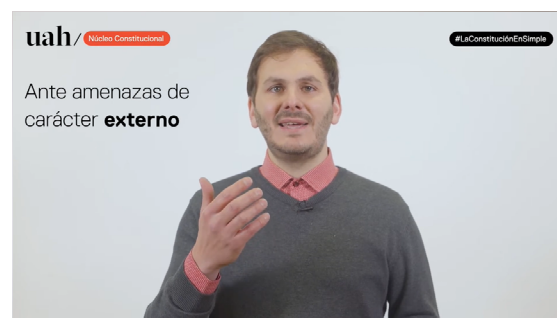 uah/ Núcleo Constitucional
#LaConstituciónEnSimple
Ante amenazas de
carácter externo